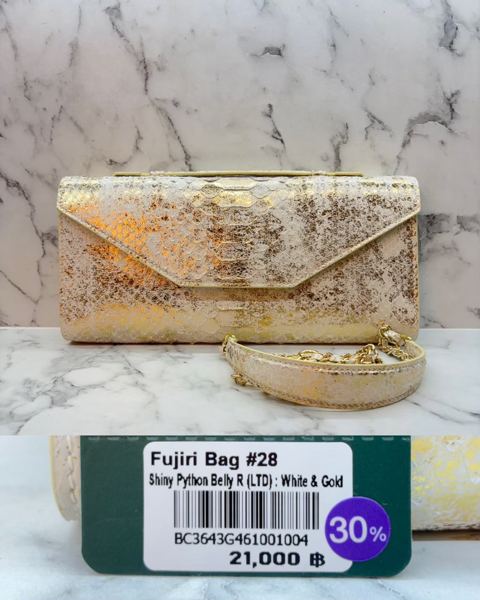 Fujiri Bag #28
Shiny Python Belly R (LTD) : White & Gold
BC3643G461001004
30%
21,000 ฿